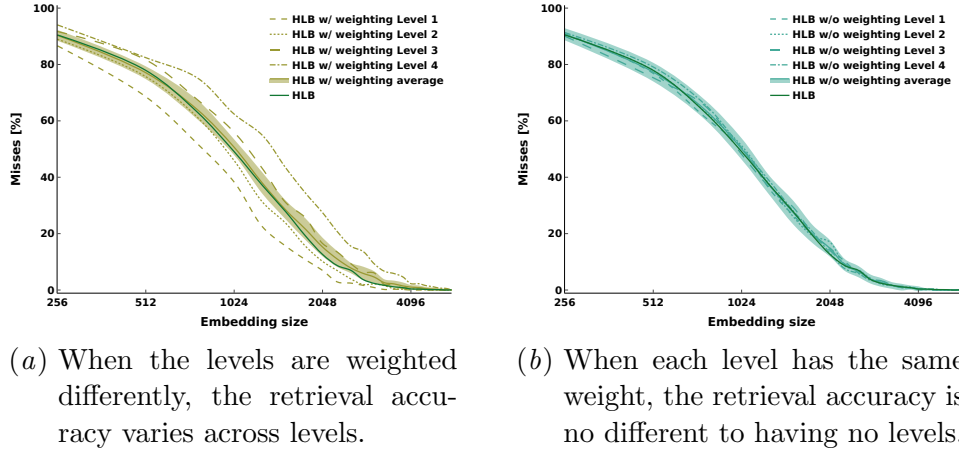 100
80
60
40
20
0
Misses [%]
256
512
1024
2048
4096
Embedding size
HLB w/ weighting Level 1
HLB w/ weighting Level 2
HLB w/ weighting Level 3
HLB w/ weighting Level 4
HLB w/ weighting average
HLB
(a) When the levels are weighted
differently, the retrieval accu-
racy varies across levels.
100
80
60
40
20
0
Misses [%]
256
512
1024
2048
4096
Embedding size
HLB w/o weighting Level 1
HLB w/o weighting Level 2
HLB w/o weighting Level 3
HLB w/o weighting Level 4
HLB w/o weighting average
HLB
(b) When each level has the same
weight, the retrieval accuracy is
no different to having no levels.